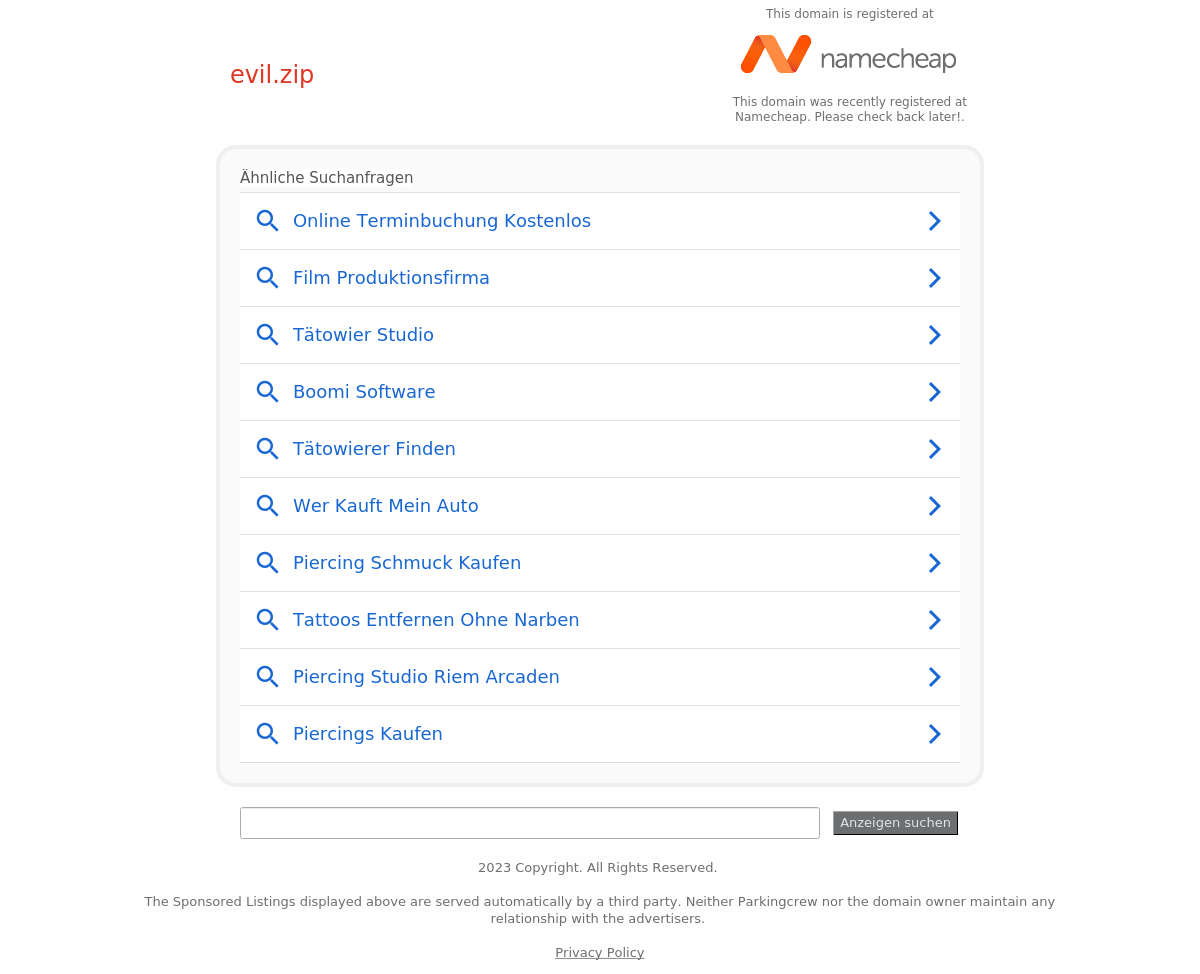 This domain is registered at
namecheap
evil.zip
This domain was recently registered at
Namecheap. Please check back later!.
Ähnliche Suchanfragen
Online Terminbuchung Kostenlos
Film Produktionsfirma
Tätowier Studio
Boomi Software
Tätowierer Finden
Wer Kauft Mein Auto
Piercing Schmuck Kaufen
Tattoos Entfernen Ohne Narben
Piercing Studio Riem Arcaden
Piercings Kaufen
Anzeigen suchen
2023 Copyright. All Rights Reserved.
The Sponsored Listings displayed above are served automatically by a third party. Neither Parkingcrew nor the domain owner maintain any
relationship with the advertisers.
Privacy Policy